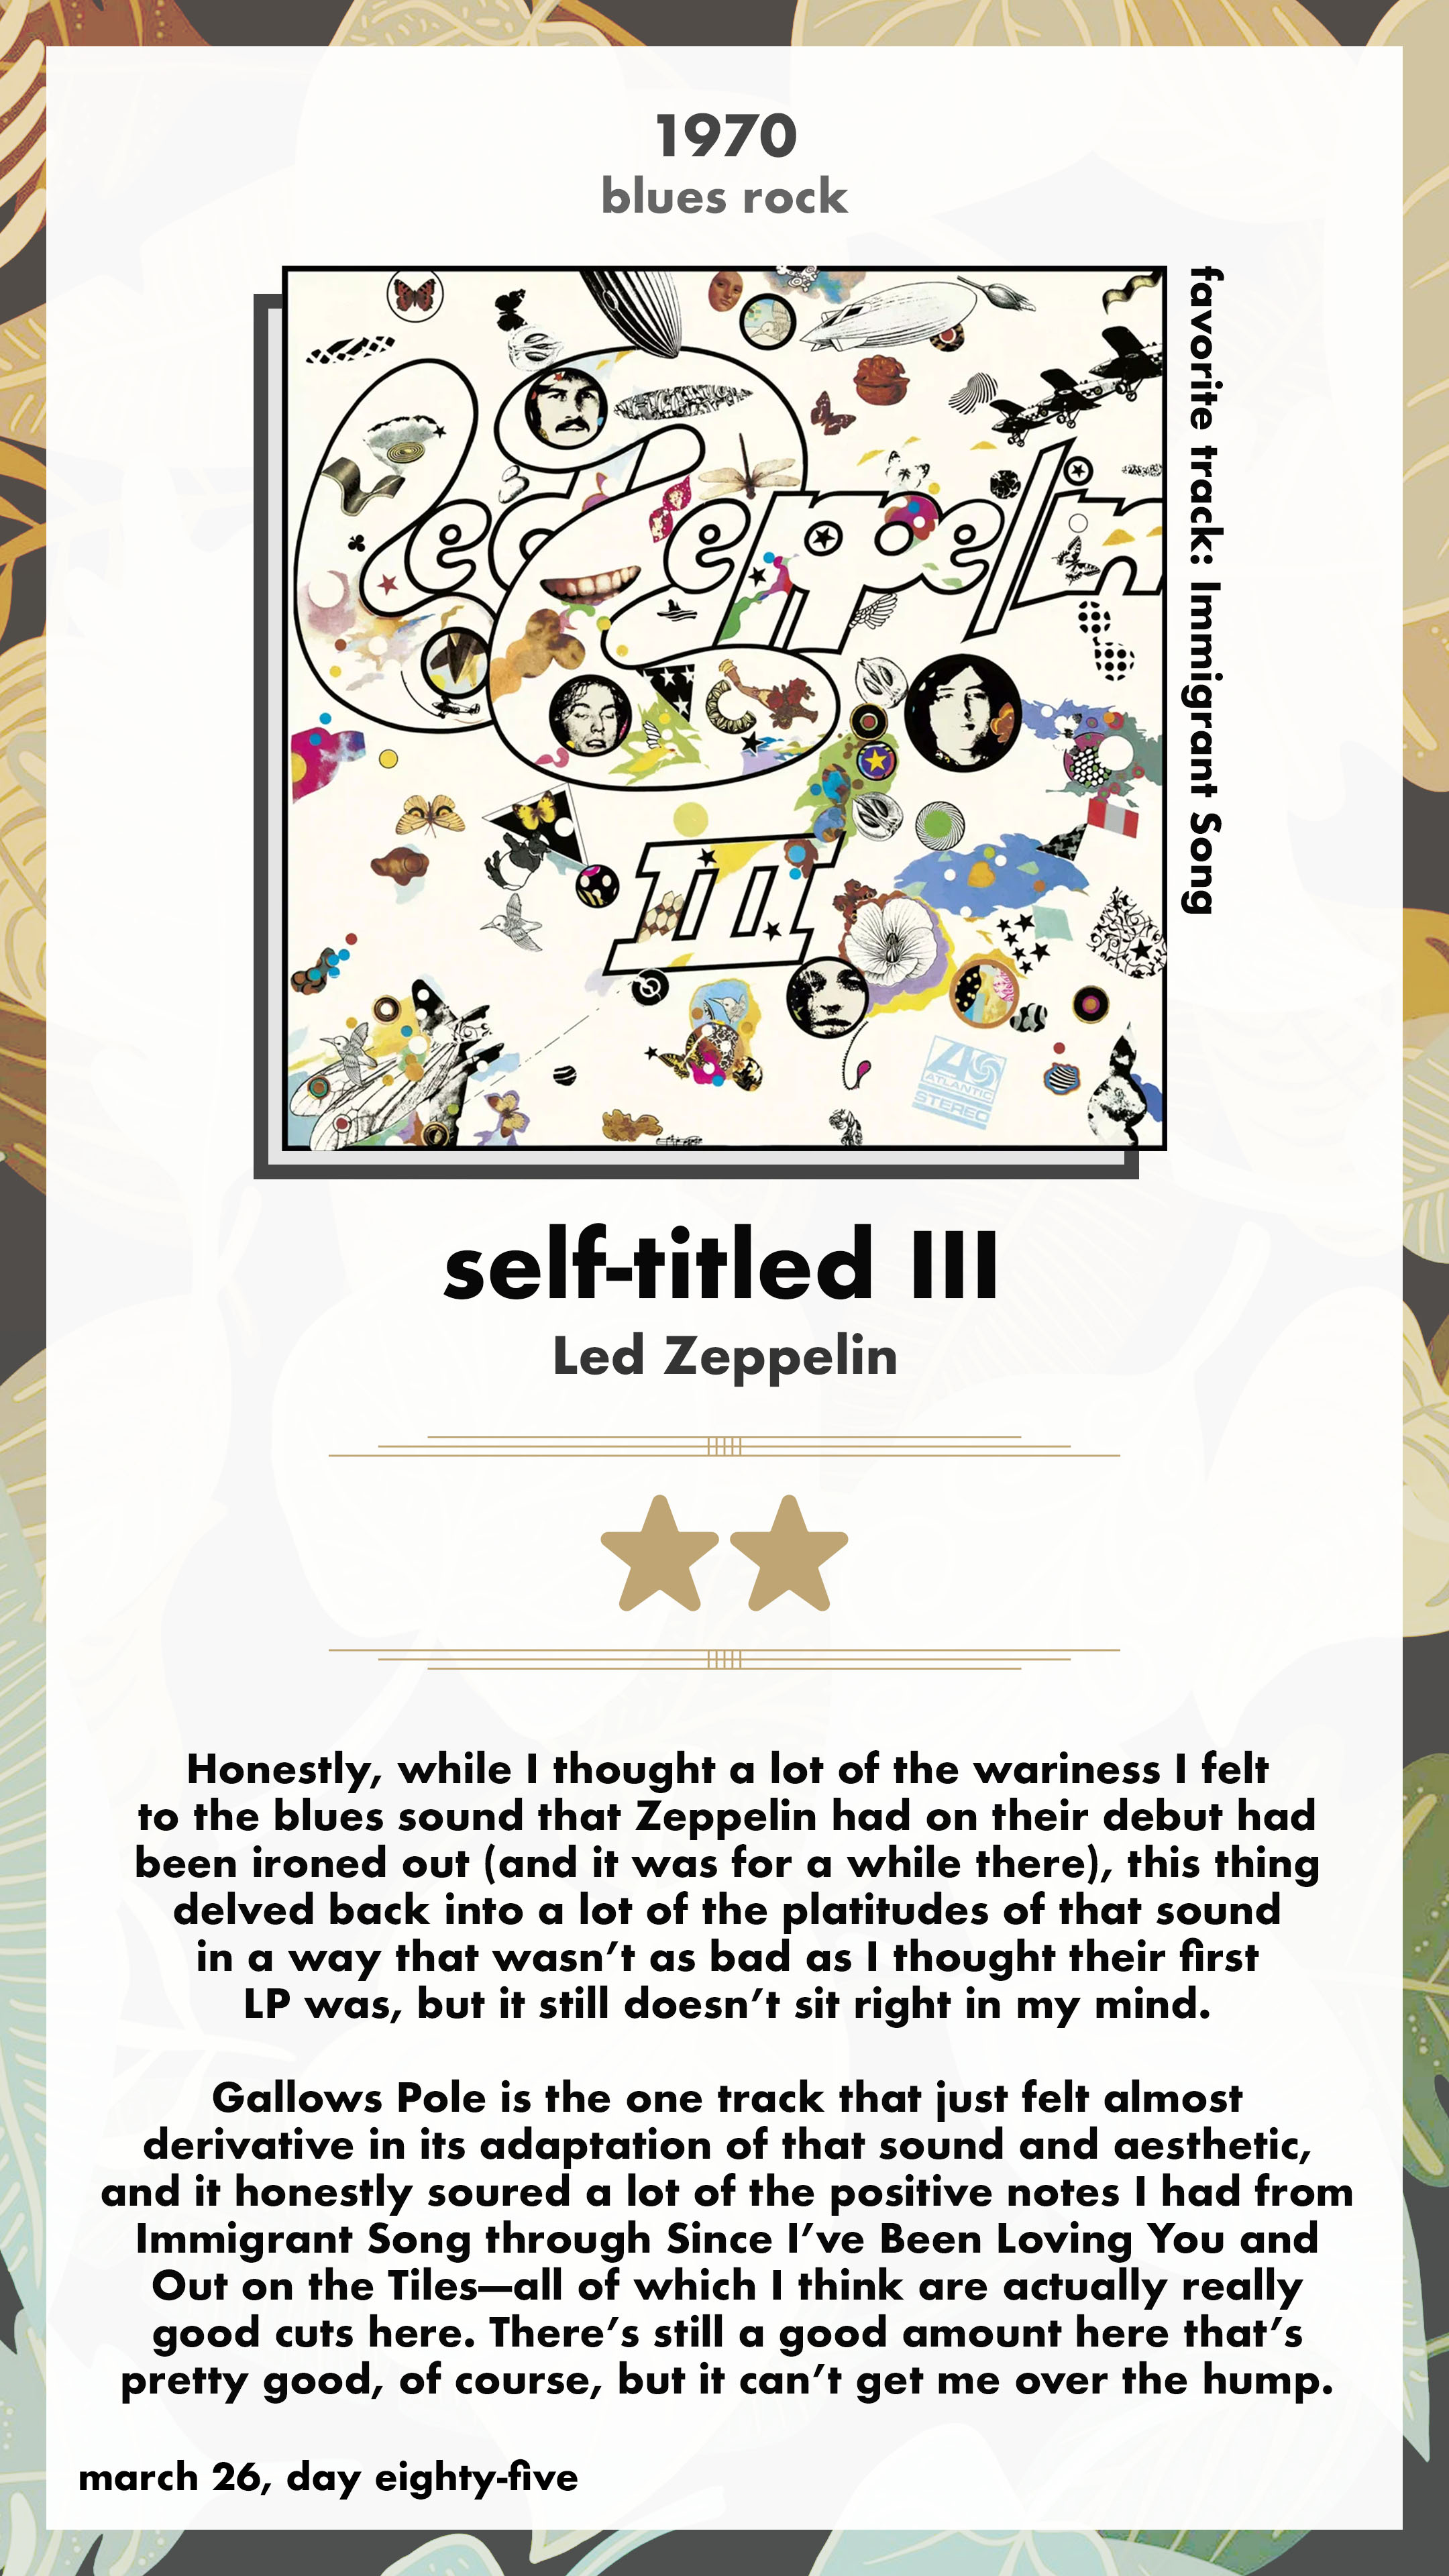 1970
blues rock
Led Zeppelin
III
ATLANTIC
STEREO
favorite track: Immigrant Song
self-titled III
Led Zeppelin
Honestly, while I thought a lot of the wariness I felt
to the blues sound that Zeppelin had on their debut had
been ironed out (and it was for a while there), this thing
delved back into a lot of the platitudes of that sound
in a way that wasn't as bad as I thought their first
LP was, but it still doesn't sit right in my mind.
Gallows Pole is the one track that just felt almost
derivative in its adaptation of that sound and aesthetic,
and it honestly soured a lot of the positive notes I had from
Immigrant Song through Since I've Been Loving You and
Out on the Tiles—all of which I think are actually really
good cuts here. There's still a good amount here that's
pretty good, of course, but it can't get me over the hump.
march 26, day eighty-five